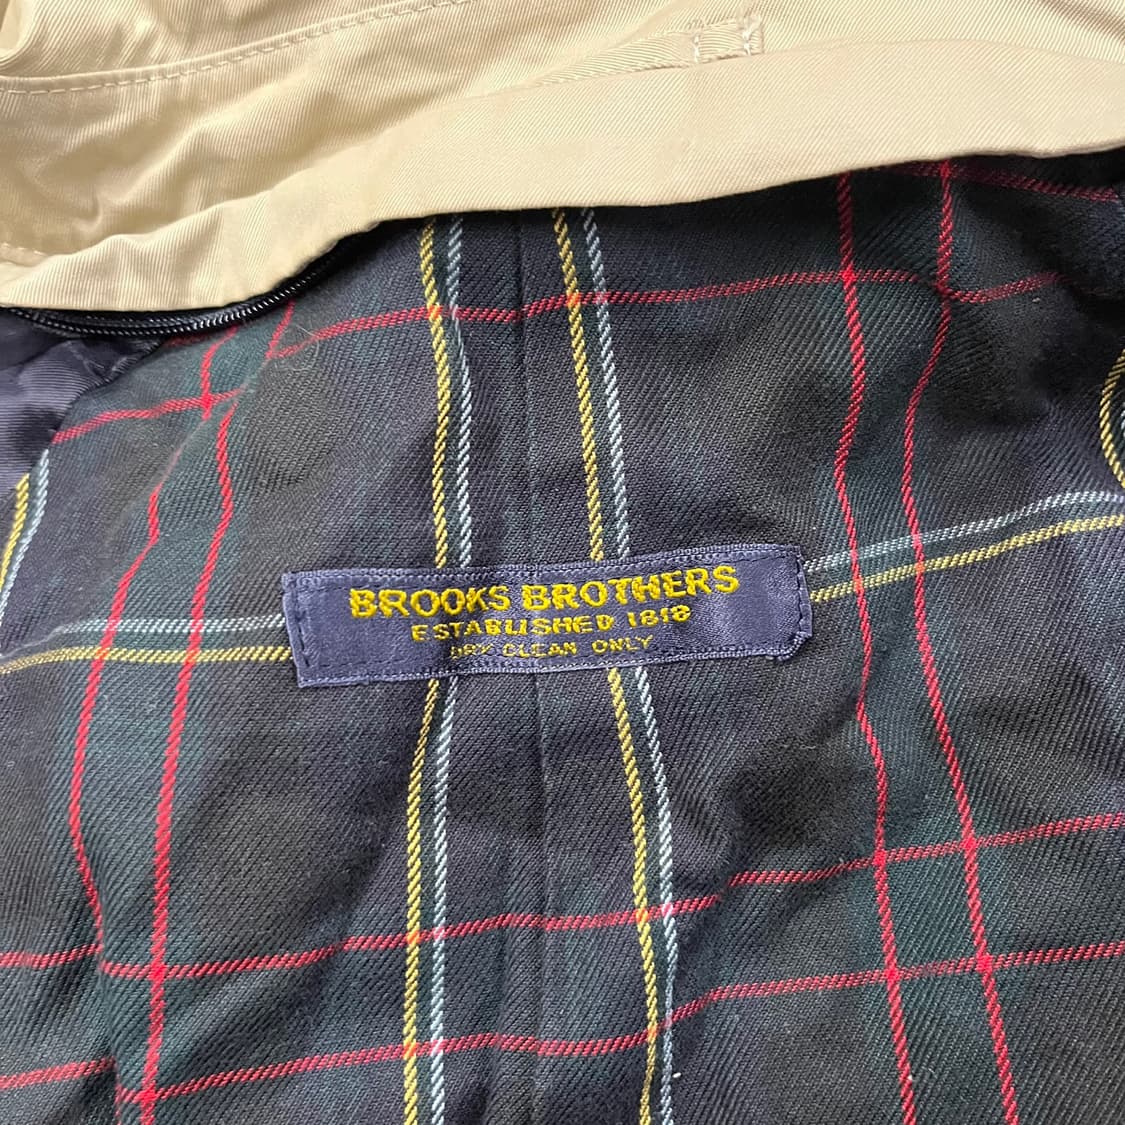 BROOKS BROTHERS
ESTABLISHED 1818
DRY CLEAN ONLY